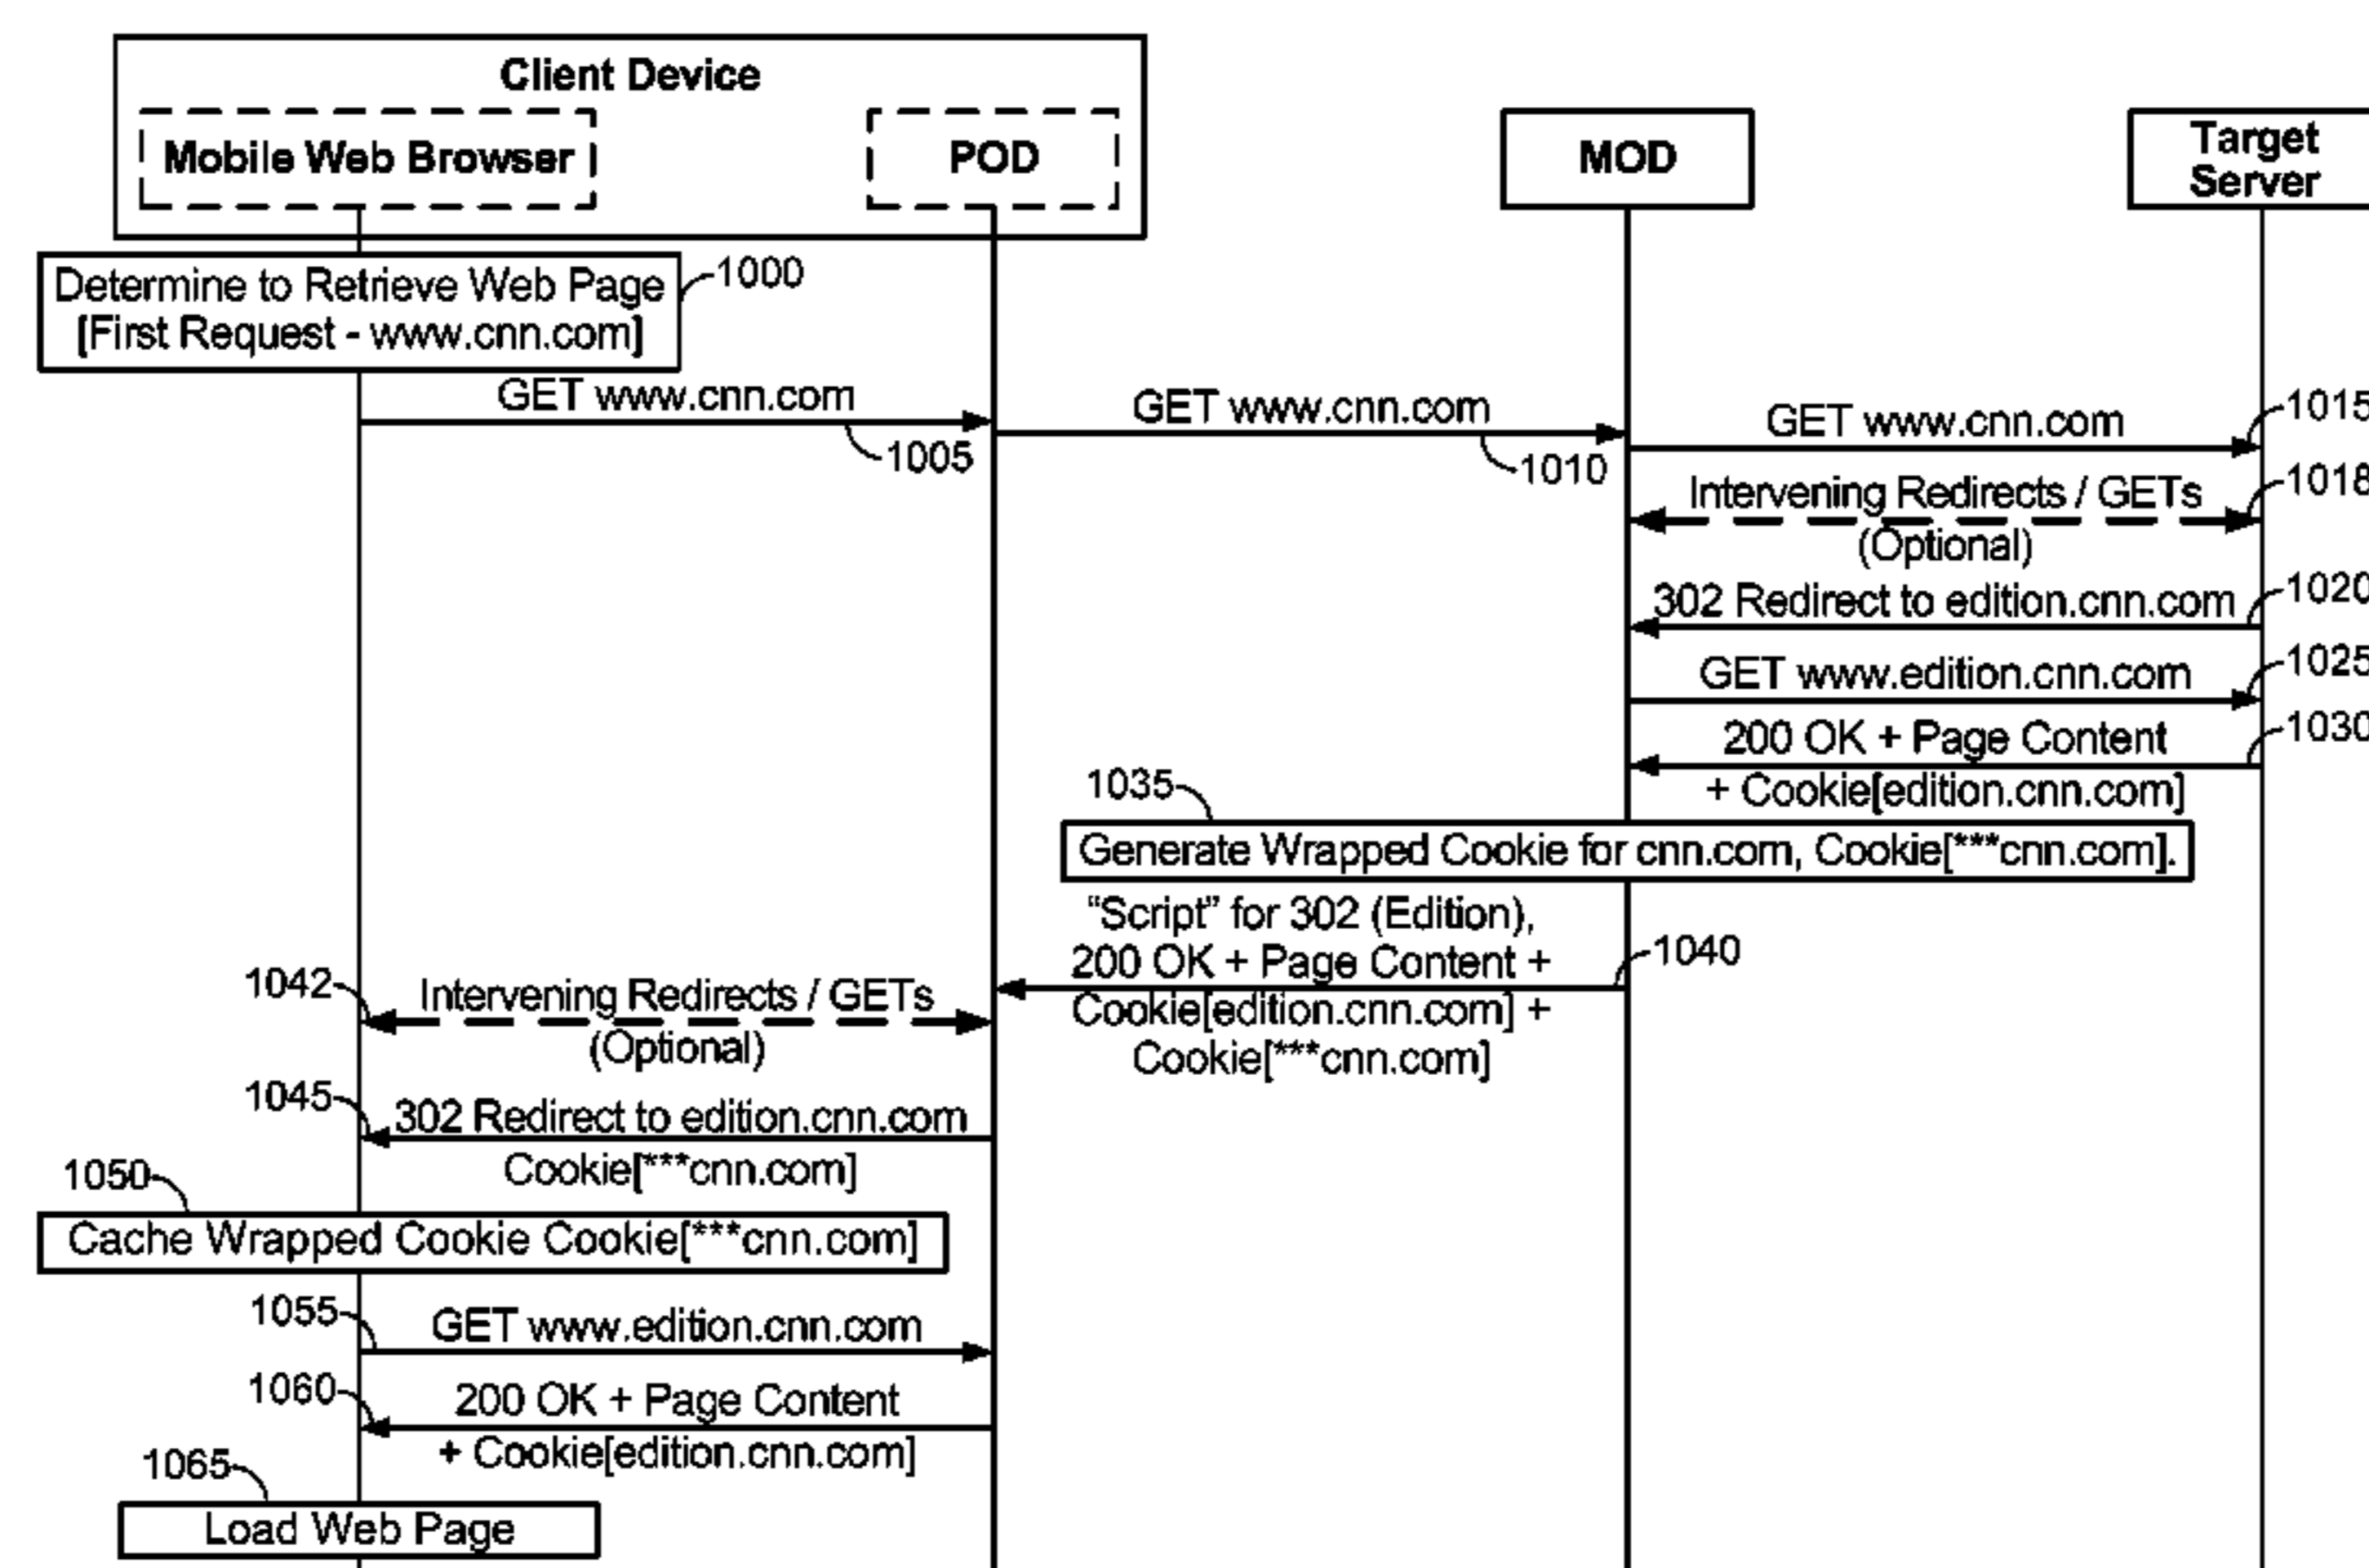 Client Device
Mobile Web Browser
POD
MOD
Target
Server
Determine to Retrieve Web Page
[First Request - www.cnn.com]
1000
GET www.cnn.com
1005
GET www.cnn.com
1010
GET www.cnn.com
1015
Intervening Redirects / GETs
(Optional)
1018
302 Redirect to edition.cnn.com
1020
GET www.edition.cnn.com
1025
200 OK + Page Content
+ Cookie[edition.cnn.com]
1030
1035
Generate Wrapped Cookie for cnn.com, Cookie[***cnn.com].
“Script” for 302 (Edition),
200 OK + Page Content +
Cookie[edition.cnn.com] +
Cookie[***cnn.com]
1040
1042
Intervening Redirects / GETs
(Optional)
1045
302 Redirect to edition.cnn.com
Cookie[***cnn.com]
1050
Cache Wrapped Cookie Cookie[***cnn.com]
1055
GET www.edition.cnn.com
1060
200 OK + Page Content
+ Cookie[edition.cnn.com]
1065
Load Web Page